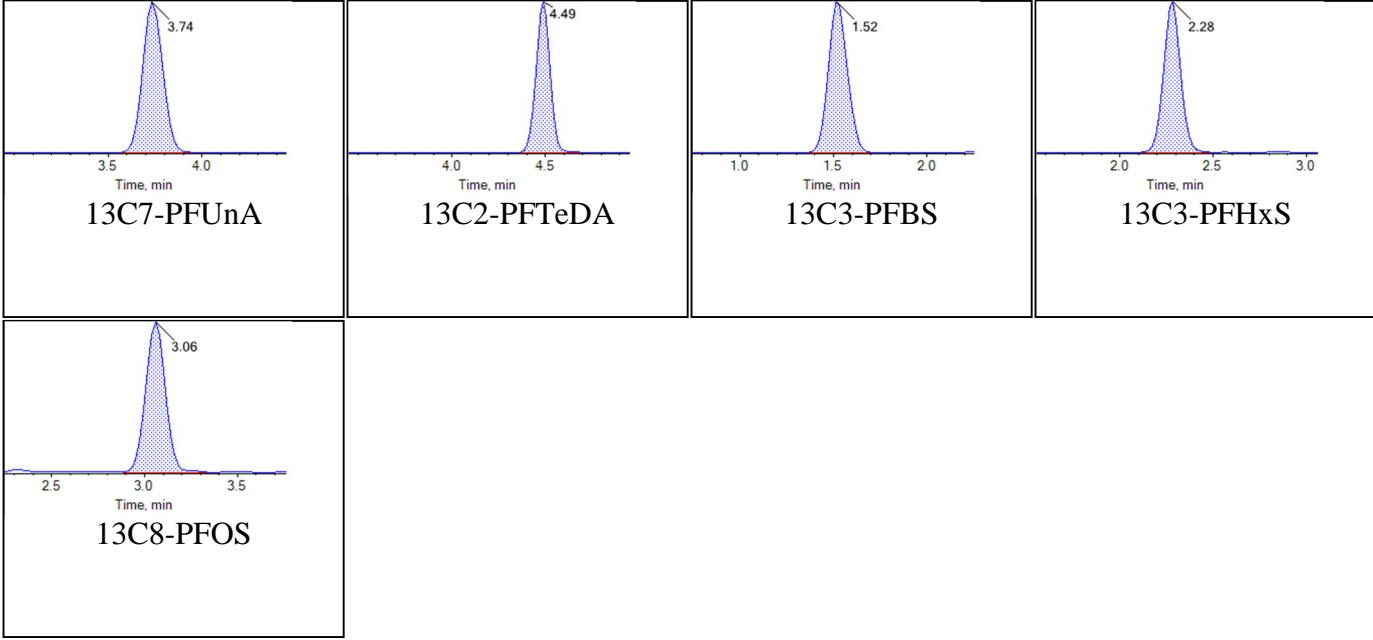 3.74
3.5 4.0
Time, min
13C7-PFUnA
4.49
4.0 4.5
Time, min
13C2-PFTeDA
1.52
1.0 1.5 2.0
Time, min
13C3-PFBS
2.28
2.0 2.5 3.0
Time, min
13C3-PFHxS
3.06
2.5 3.0 3.5
Time, min
13C8-PFOS